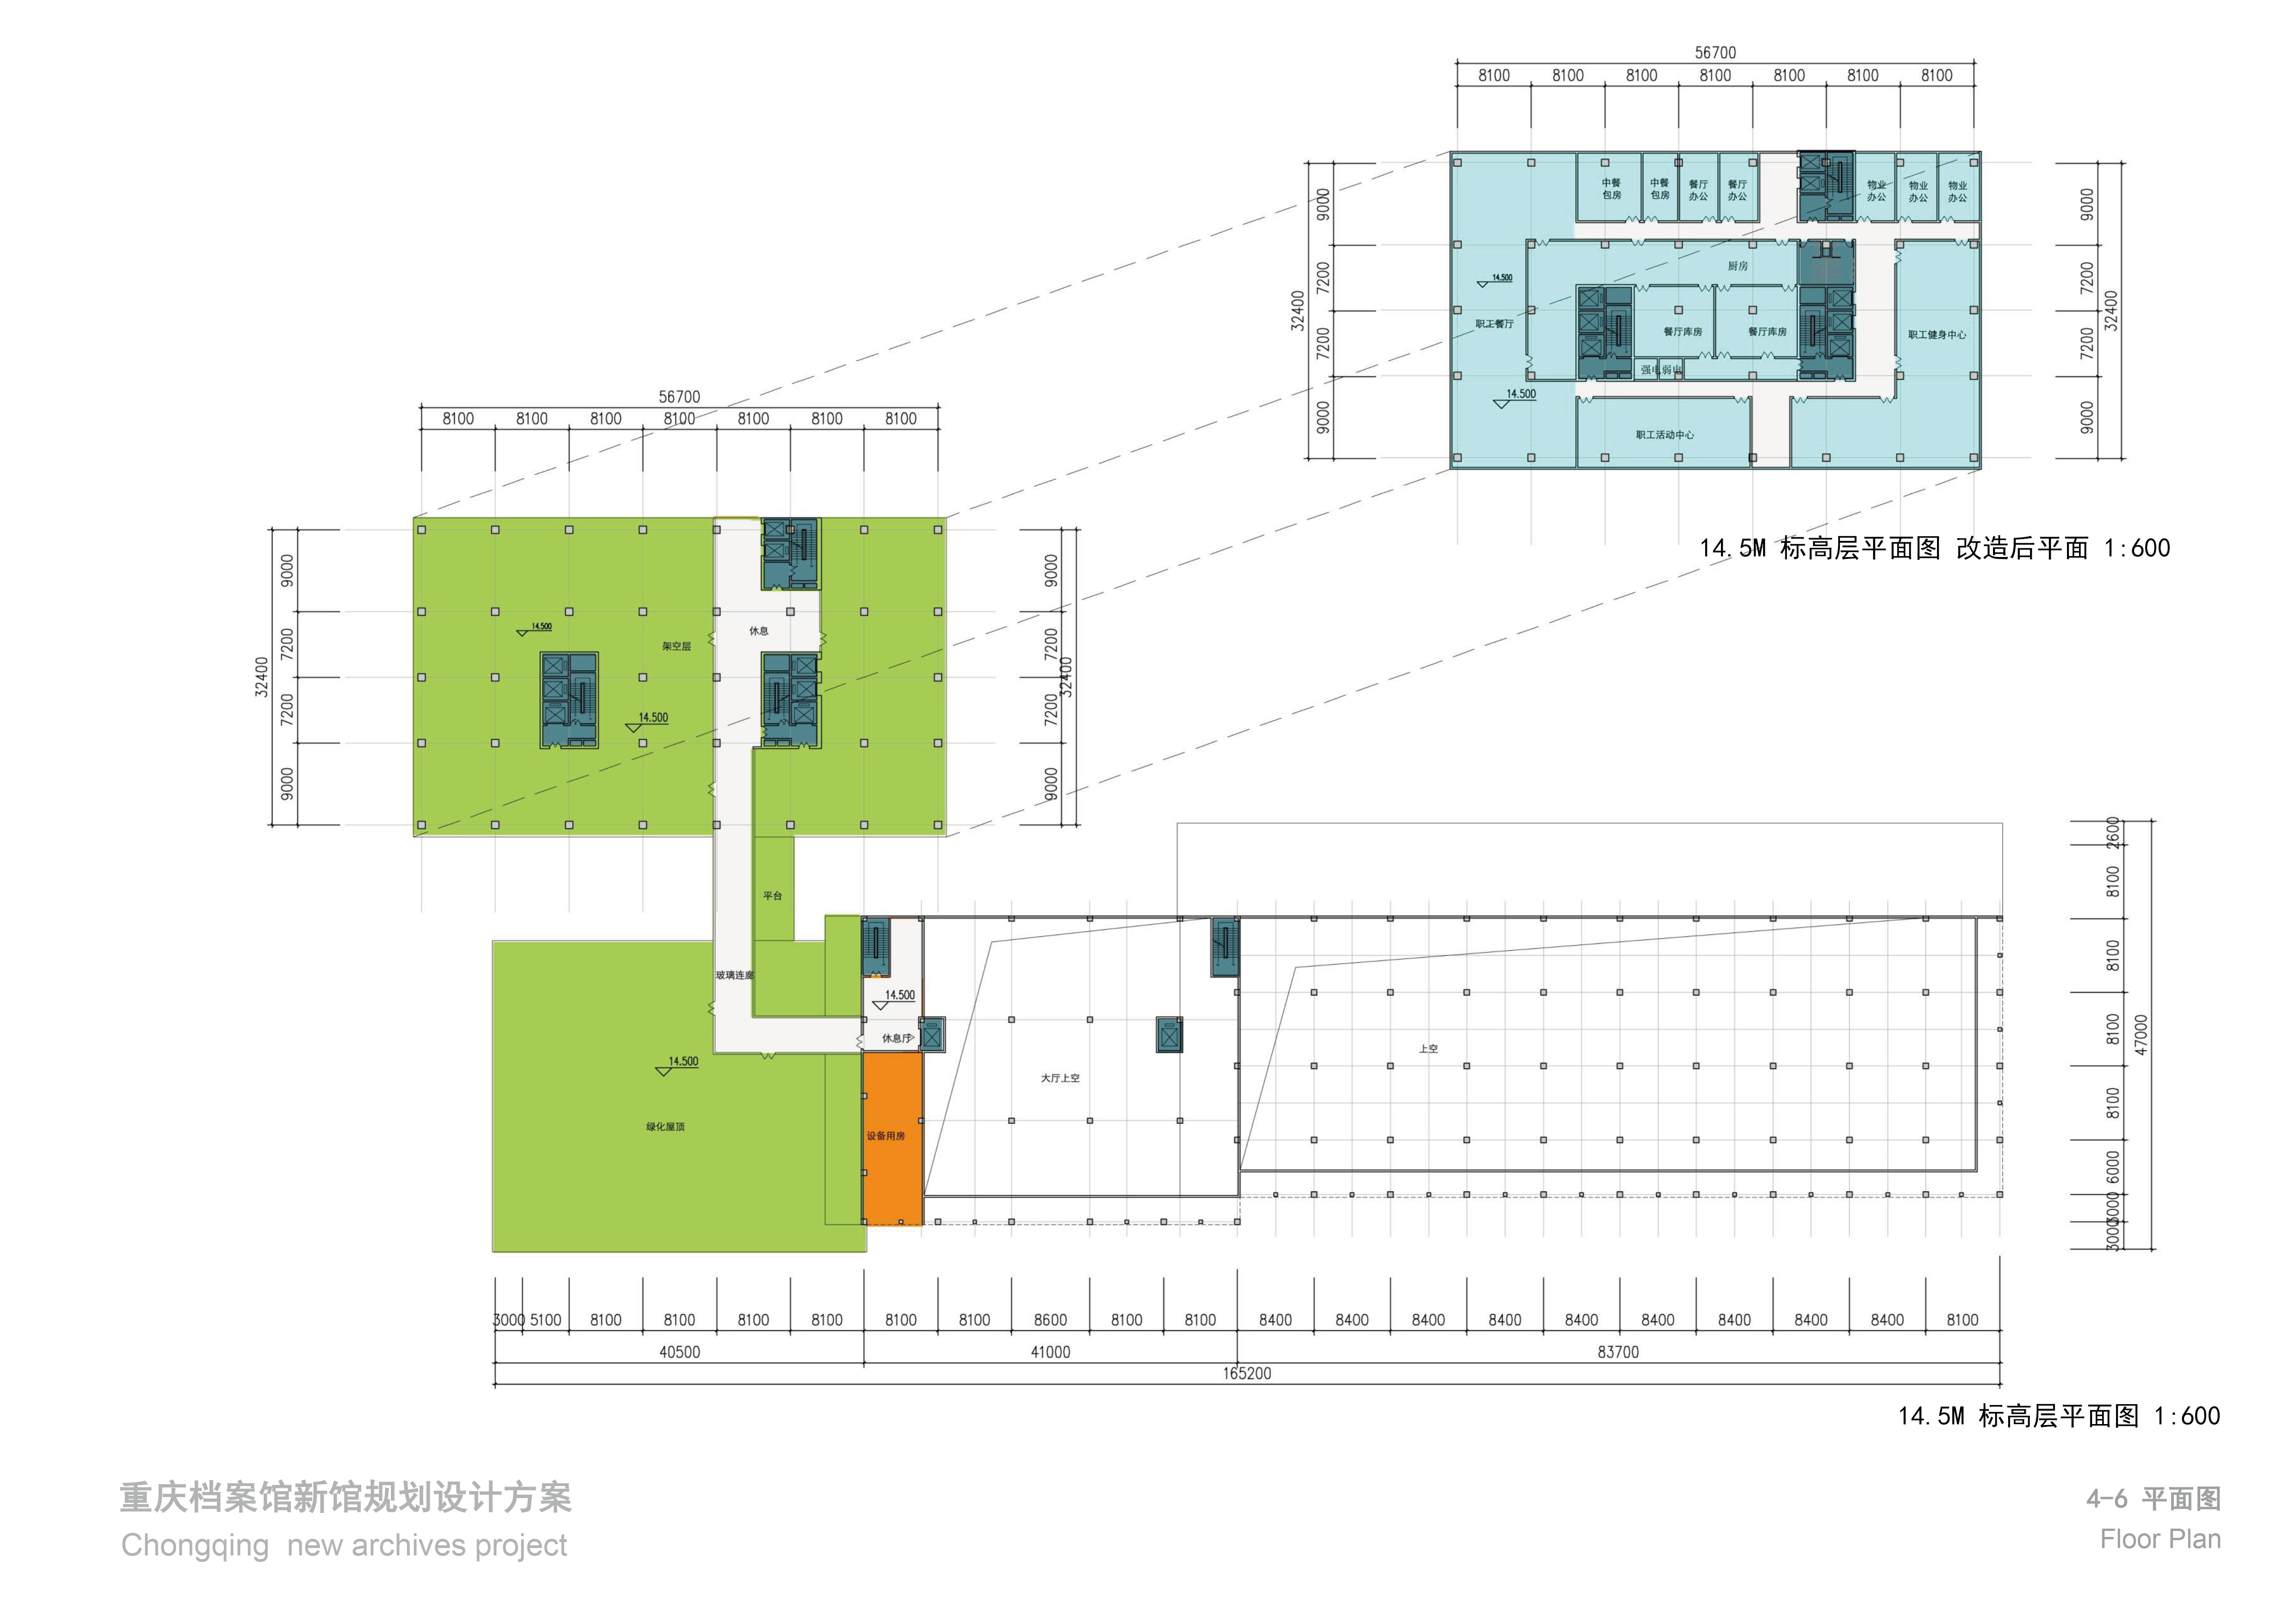 56700
8100 8100 8100 8100 8100 8100 8100
中餐包房
中餐包房
餐厅办公
餐厅办公
物业办公
物业办公
物业办公
9000
7200
7200
9000
32400
9000
7200
7200
9000
32400
厨房
14.500
职工餐厅
餐厅库房
餐厅库房
职工健身中心
强电弱电
14.500
职工活动中心
14.5M 标高层平面图 改造后平面 1:600
56700
8100 8100 8100 8100 8100 8100 8100
9000
7200
7200
9000
32400
9000
7200
7200
9000
32400
14.500
架空层
休息
14.500
平台
玻璃连廊
14.500
休息厅
14.500
绿化屋顶
设备用房
大厅上空
上空
2600
8100
8100
8100
8100
6000
3000
3000
47000
3000 5100 8100 8100 8100 8100 8100 8100 8600 8100 8100 8400 8400 8400 8400 8400 8400 8400 8400 8400 8100
40500 41000 83700
165200
14.5M 标高层平面图 1:600
重庆档案馆新馆规划设计方案
Chongqing new archives project
4-6 平面图
Floor Plan